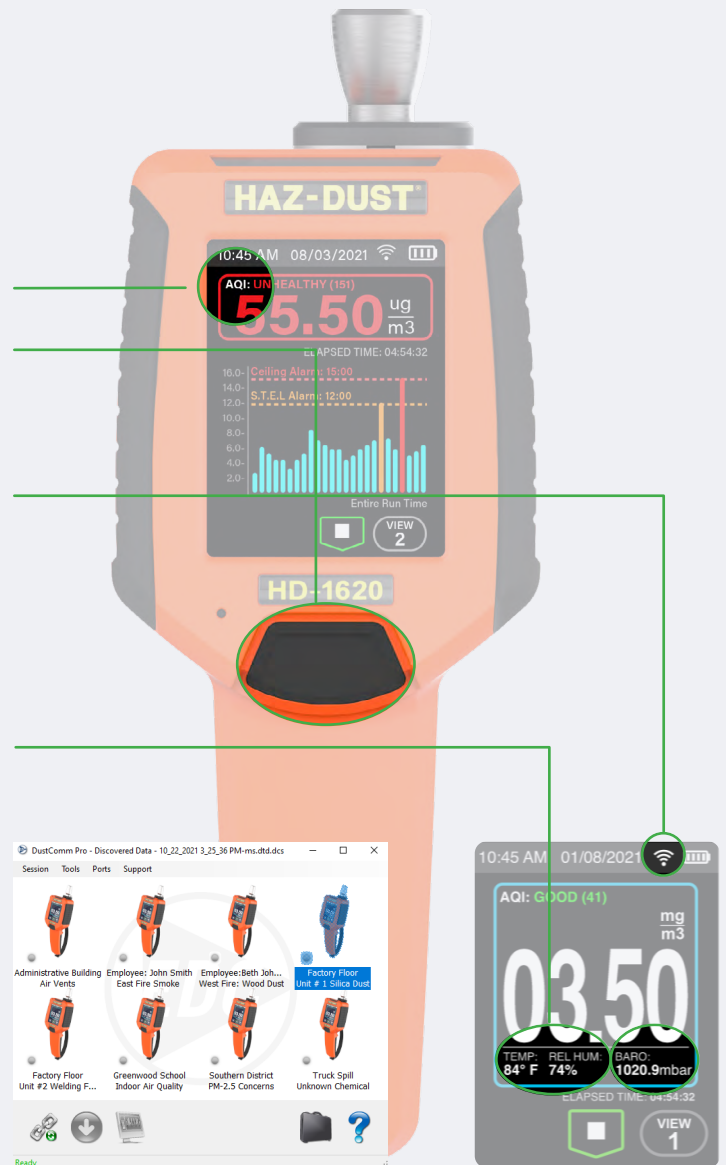 HAZ-DUST®
10:45 AM 08/03/2021
AQI: UNHEALTHY (151)
55.50 ug
m3
ELAPSED TIME: 04:54:32
16.0-
Ceiling Alarm: 15:00
14.0-
S.T.E.L Alarm: 12:00
12.0-
10.0-
8.0-
6.0-
4.0-
2.0-
Entire Run Time
VIEW
2
HD-1620
DustComm Pro - Discovered Data - 10_22_2021 3_25_36 PM-ms.dtd.dcs
Session Tools Ports Support
Administrative Building
Air Vents
Employee: John Smith
East Fire Smoke
Employee:Beth Joh...
West Fire: Wood Dust
Factory Floor
Unit # 1 Silica Dust
Factory Floor
Unit #2 Welding F...
Greenwood School
Indoor Air Quality
Southern District
PM-2.5 Concerns
Truck Spill
Unknown Chemical
Ready
10:45 AM 01/08/2021
AQI: GOOD (41)
mg
m3
03.50
TEMP: REL HUM: BARO:
84° F 74% 1020.9mbar
ELAPSED TIME: 04:54:32
VIEW
1